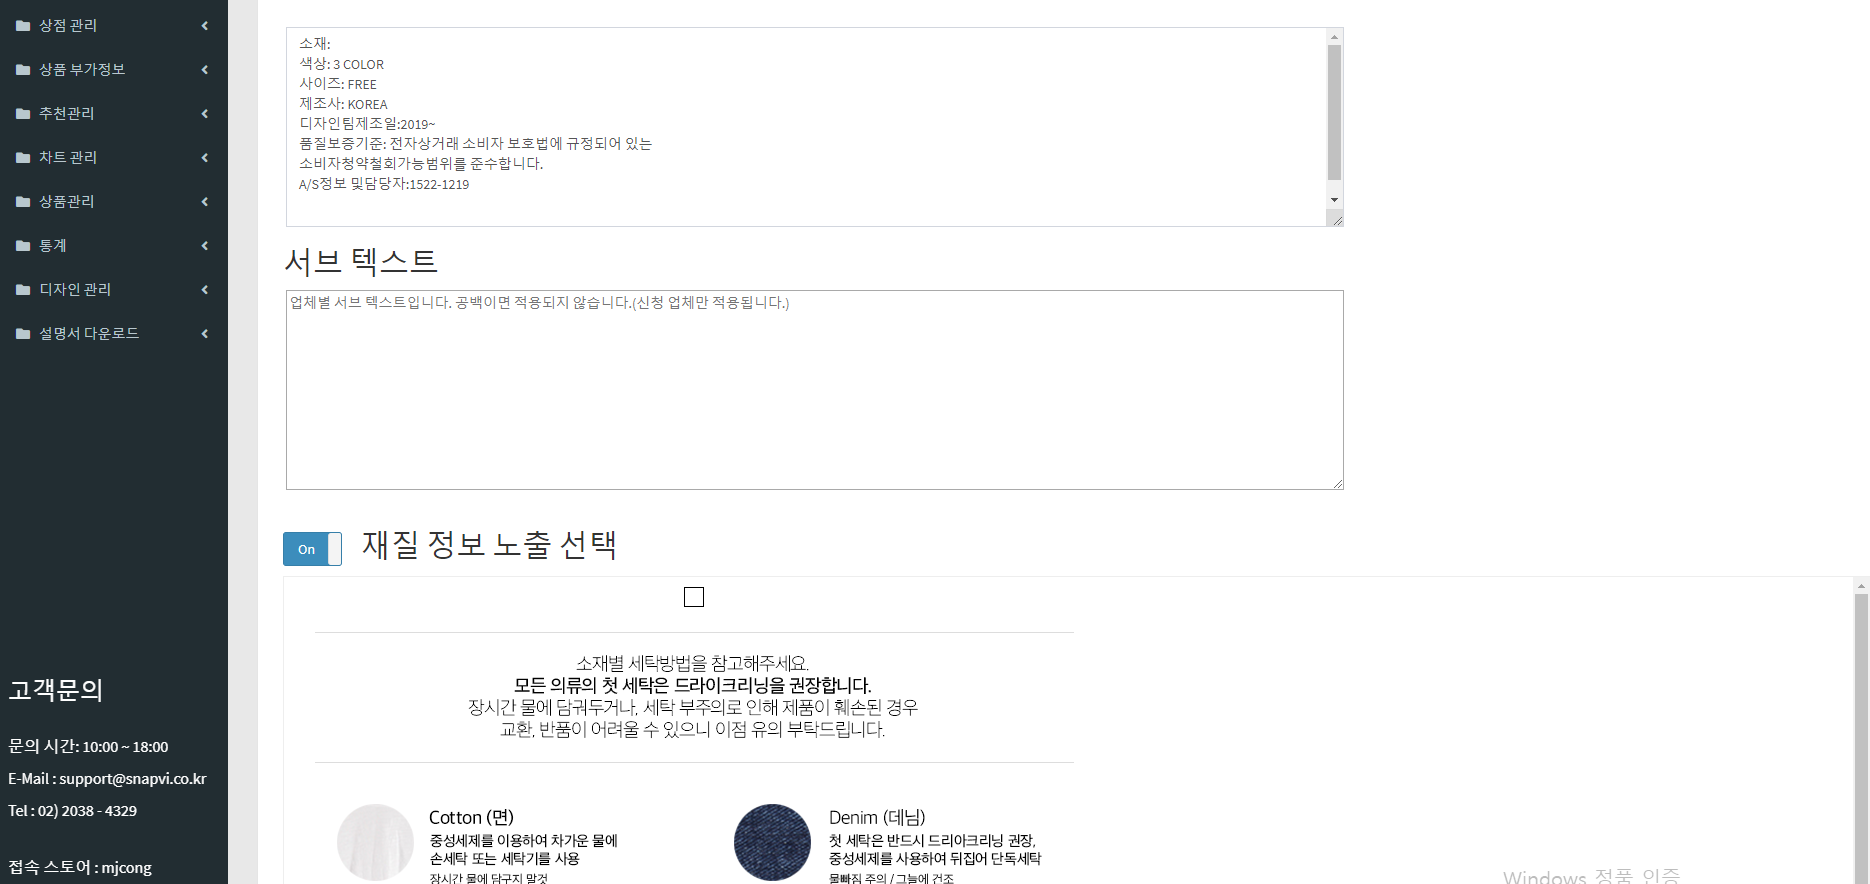 상점 관리
상품 부가정보
추천관리
차트 관리
상품관리
통계
디자인 관리
설명서 다운로드
고객문의
문의 시간: 10:00 ~ 18:00
E-Mail : support@snapvi.co.kr
Tel : 02) 2038 - 4329
접속 스토어 : mjcong
소재:
색상: 3 COLOR
사이즈: FREE
제조사: KOREA
디자인팀제조일:2019~
품질보증기준: 전자상거래 소비자 보호법에 규정되어 있는
소비자청약철회가능범위를 준수합니다.
A/S정보 및담당자:1522-1219
서브 텍스트
업체별 서브 텍스트입니다. 공백이면 적용되지 않습니다.(신청 업체만 적용됩니다.)
On
재질 정보 노출 선택
소재별 세탁방법을 참고해주세요.
모든 의류의 첫 세탁은 드라이크리닝을 권장합니다.
장시간 물에 담궈두거나, 세탁 부주의로 인해 제품이 훼손된 경우
교환, 반품이 어려울 수 있으니 이점 유의 부탁드립니다.
Cotton (면)
중성세제를 이용하여 차가운 물에
손세탁 또는 세탁기를 사용
장시간 물에 담구지 말것
Denim (데님)
첫 세탁은 반드시 드리아크리닝 권장,
중성세제를 사용하여 뒤집어 단독세탁
물빠짐 주의 / 그늘에 건조
Windows 정품 인증